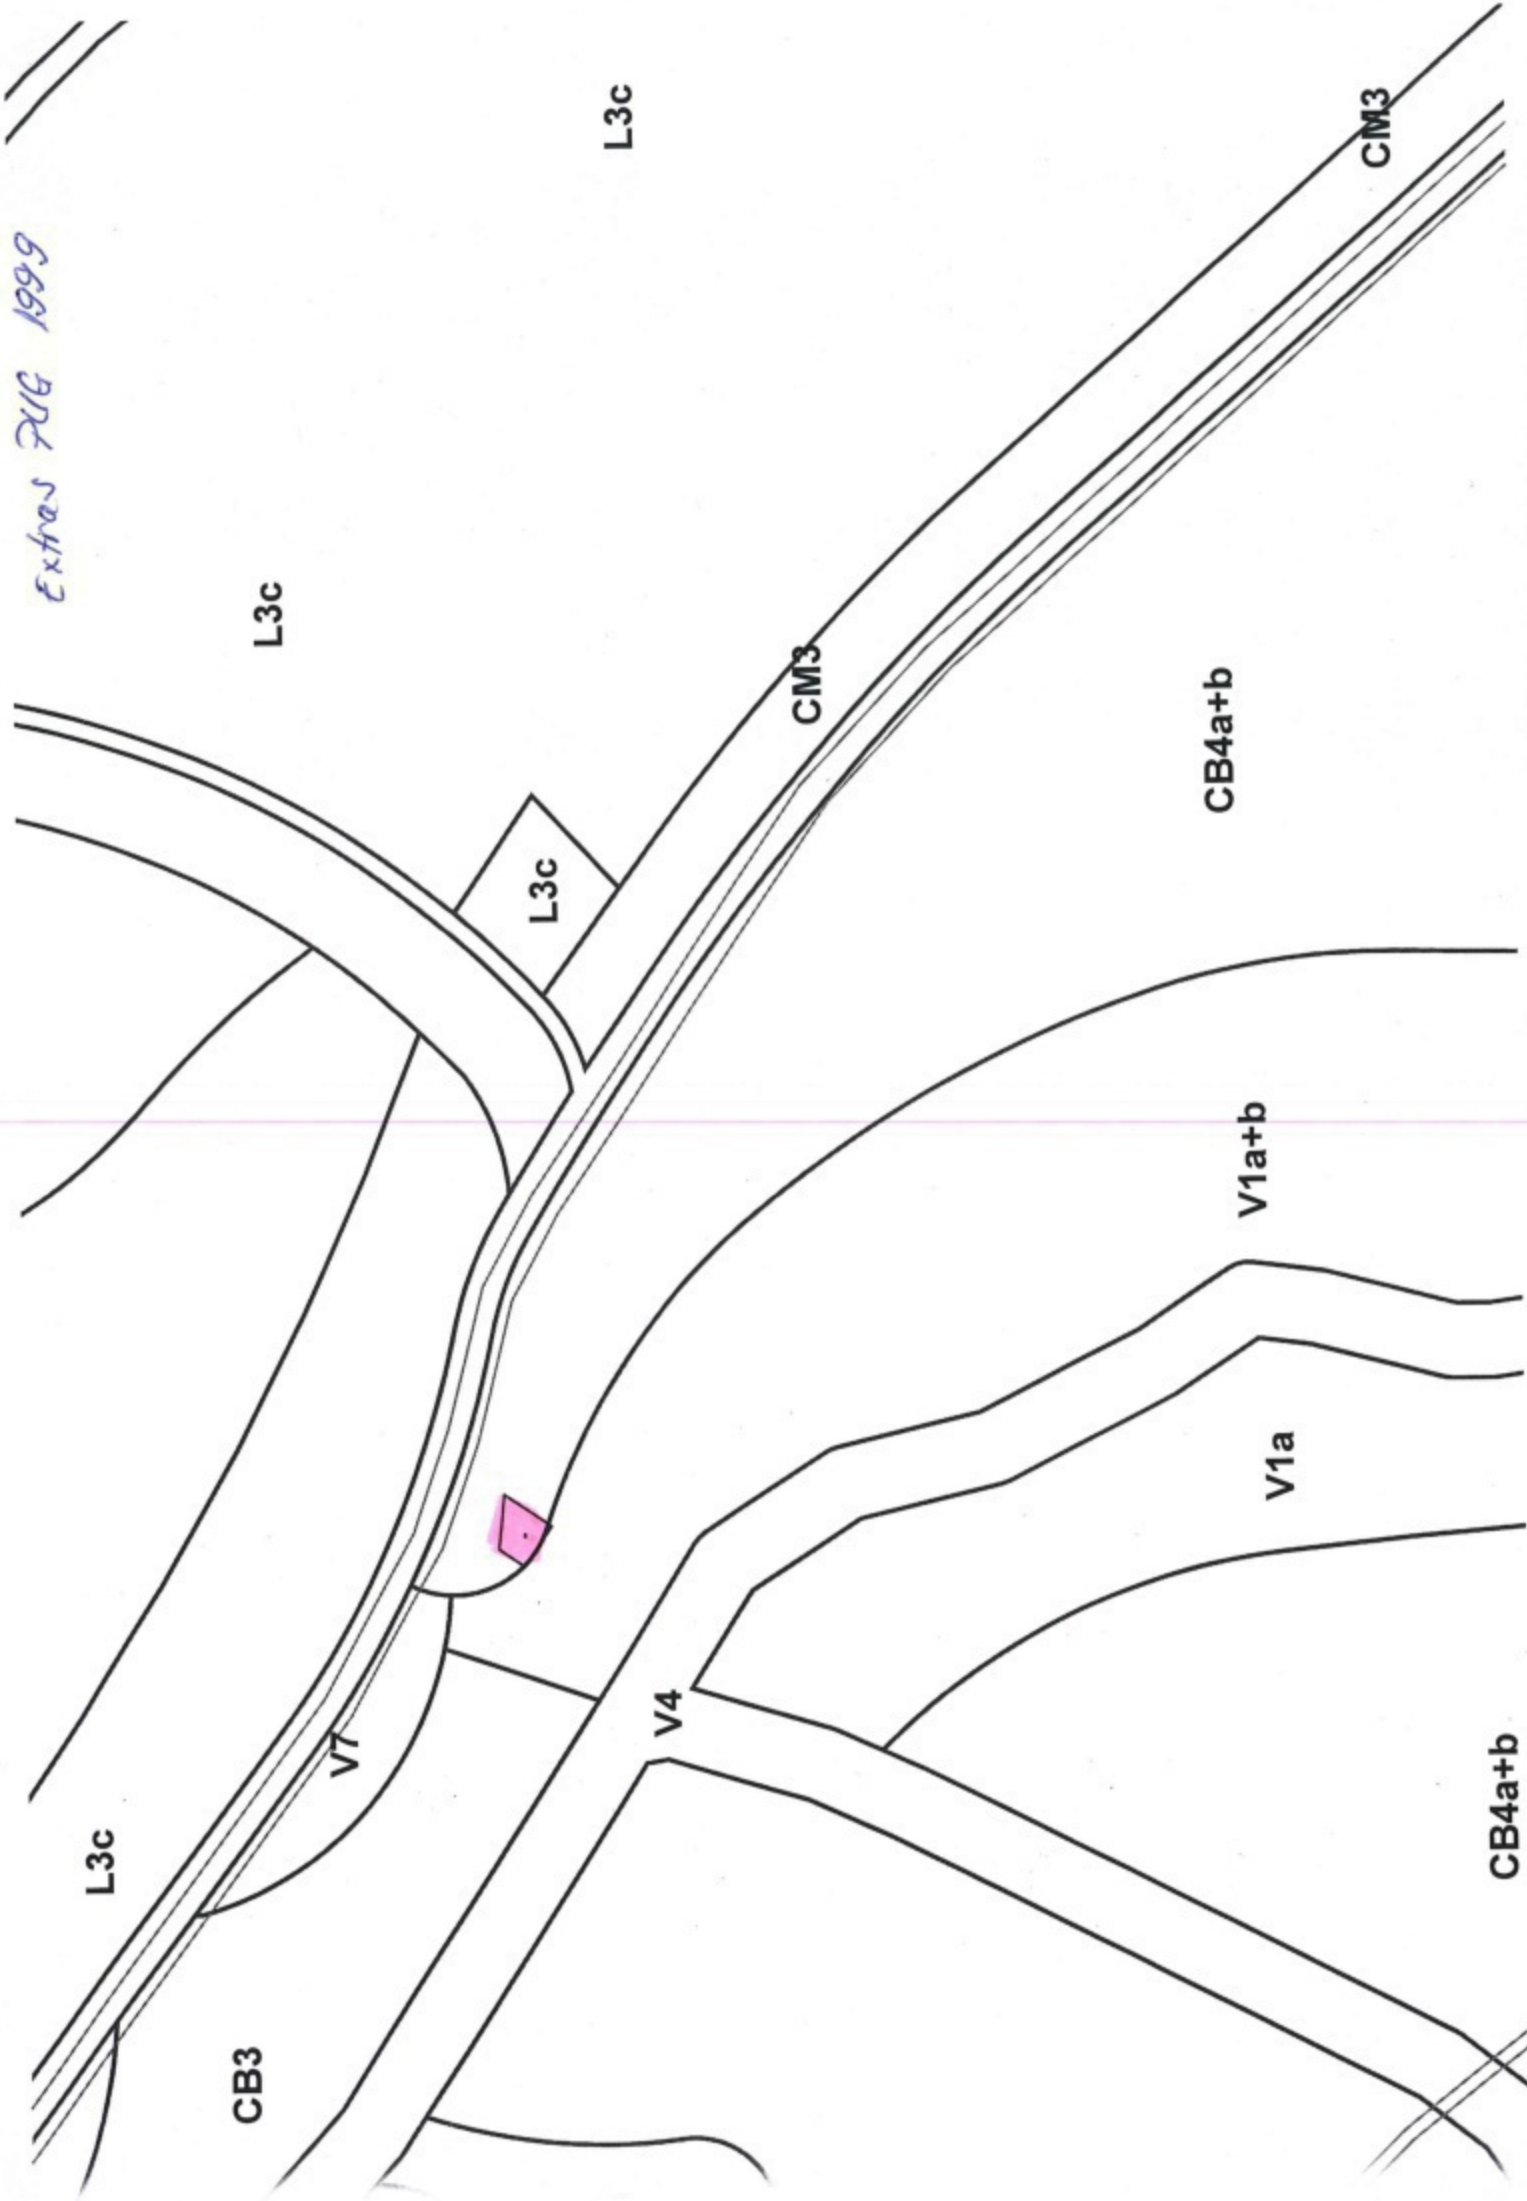 Extras PUG 1999
L3c
L3c
L3c
CM3
CM3
CB4a+b
V1a+b
V1a
V4
V7
L3c
CB3
CB4a+b